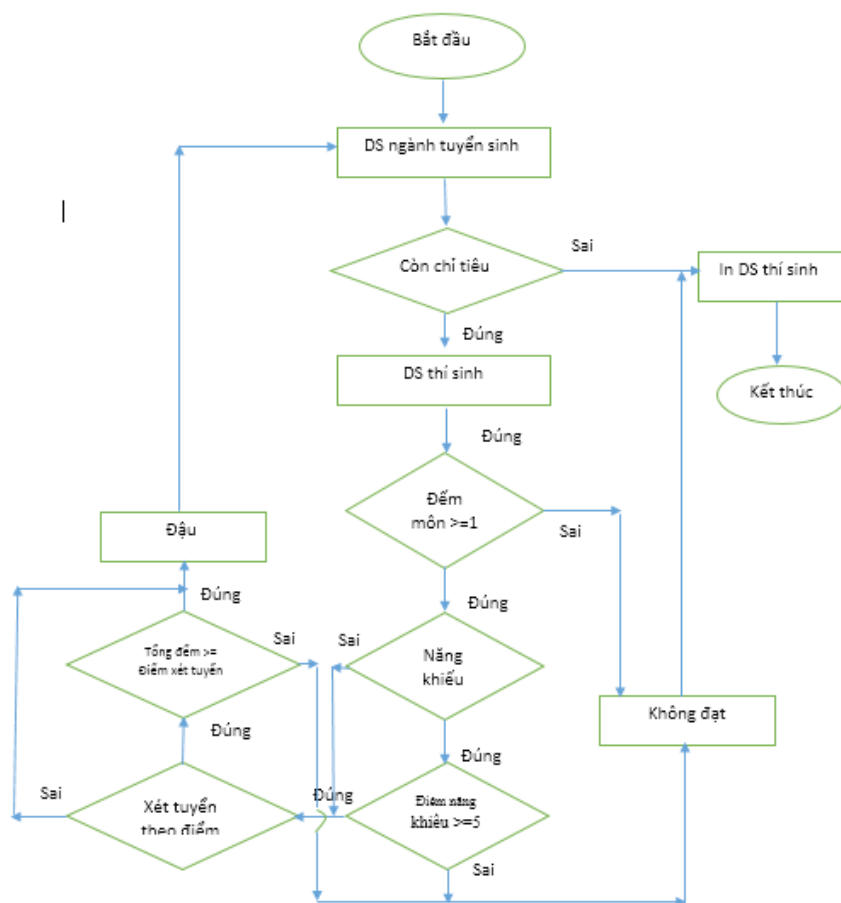 Bắt đầu
DS ngành tuyển sinh
Còn chỉ tiêu
Sai
In DS thí sinh
Đúng
DS thí sinh
Kết thúc
Đúng
Đếm
môn >=1
Sai
Đậu
Đúng
Đúng
Tổng đếm >=
Điểm xét tuyển
Sai
Sai
Năng
khiếu
Không đạt
Đúng
Đúng
Sai
Xét tuyển
theo điểm
Đúng
Điểm năng
khiếu >=5
Sai